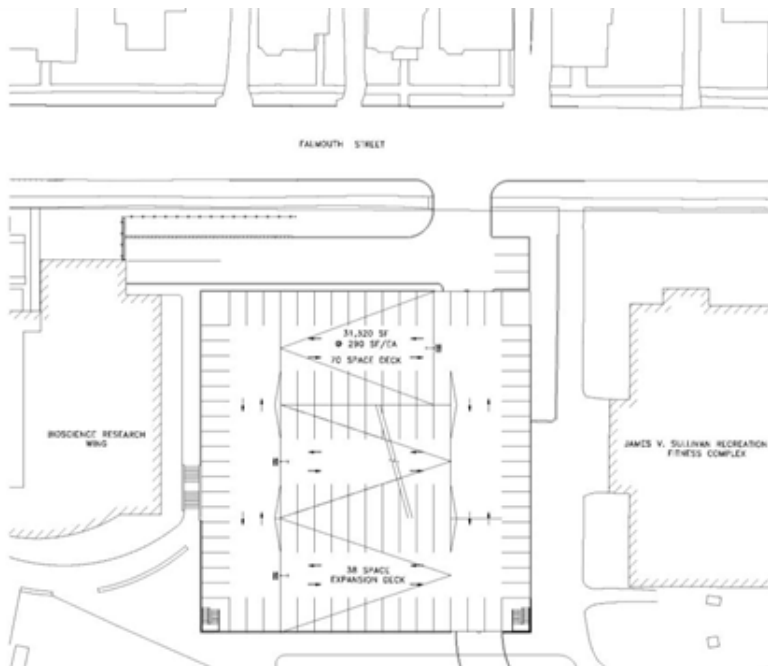 FALMOUTH STREET
31,320 SF
@ 290 SF/EA
70 SPACE DECK
BIOSCIENCE RESEARCH
WING
JAMES V. SULLIVAN RECREATION
FITNESS COMPLEX
38 SPACE
EXPANSION DECK